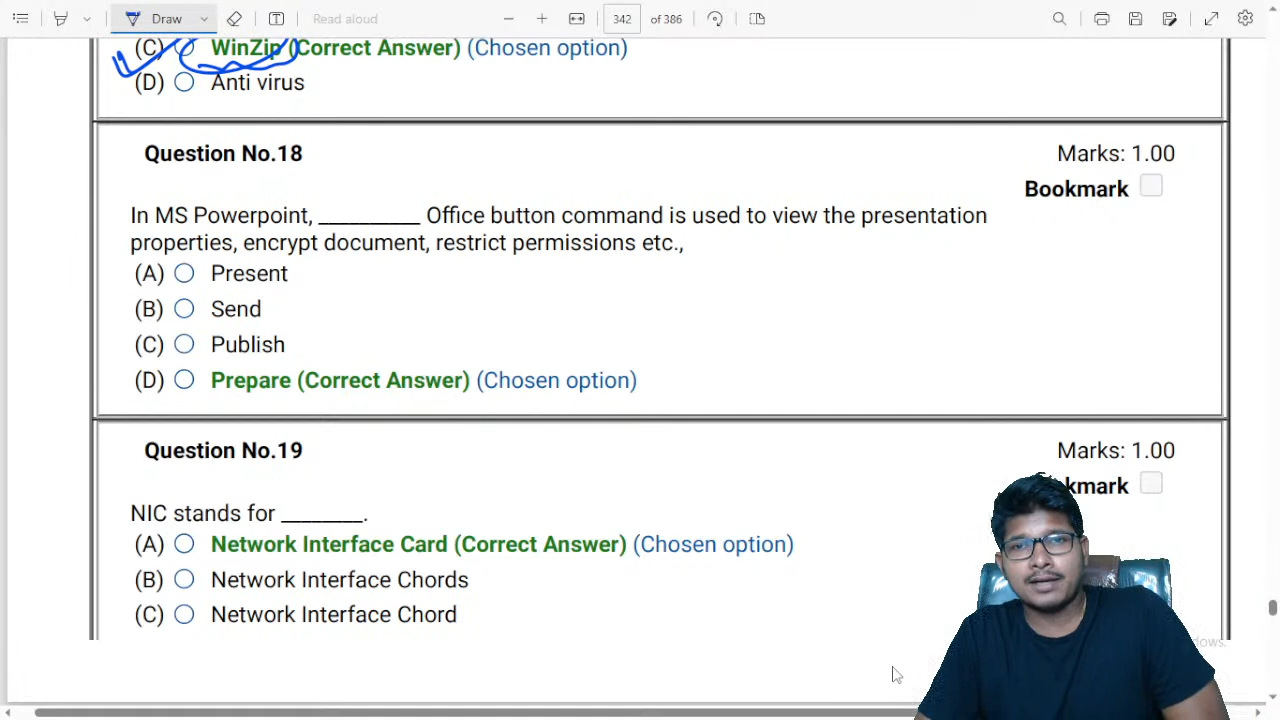 Draw
Read aloud
342 of 386
(C) WinZip (Correct Answer) (Chosen option)
(D) Anti virus
Question No.18
Marks: 1.00
Bookmark
In MS Powerpoint, __________ Office button command is used to view the presentation
properties, encrypt document, restrict permissions etc.,
(A) Present
(B) Send
(C) Publish
(D) Prepare (Correct Answer) (Chosen option)
Question No.19
Marks: 1.00
kmark
NIC stands for ________.
(A) Network Interface Card (Correct Answer) (Chosen option)
(B) Network Interface Chords
(C) Network Interface Chord
dows.